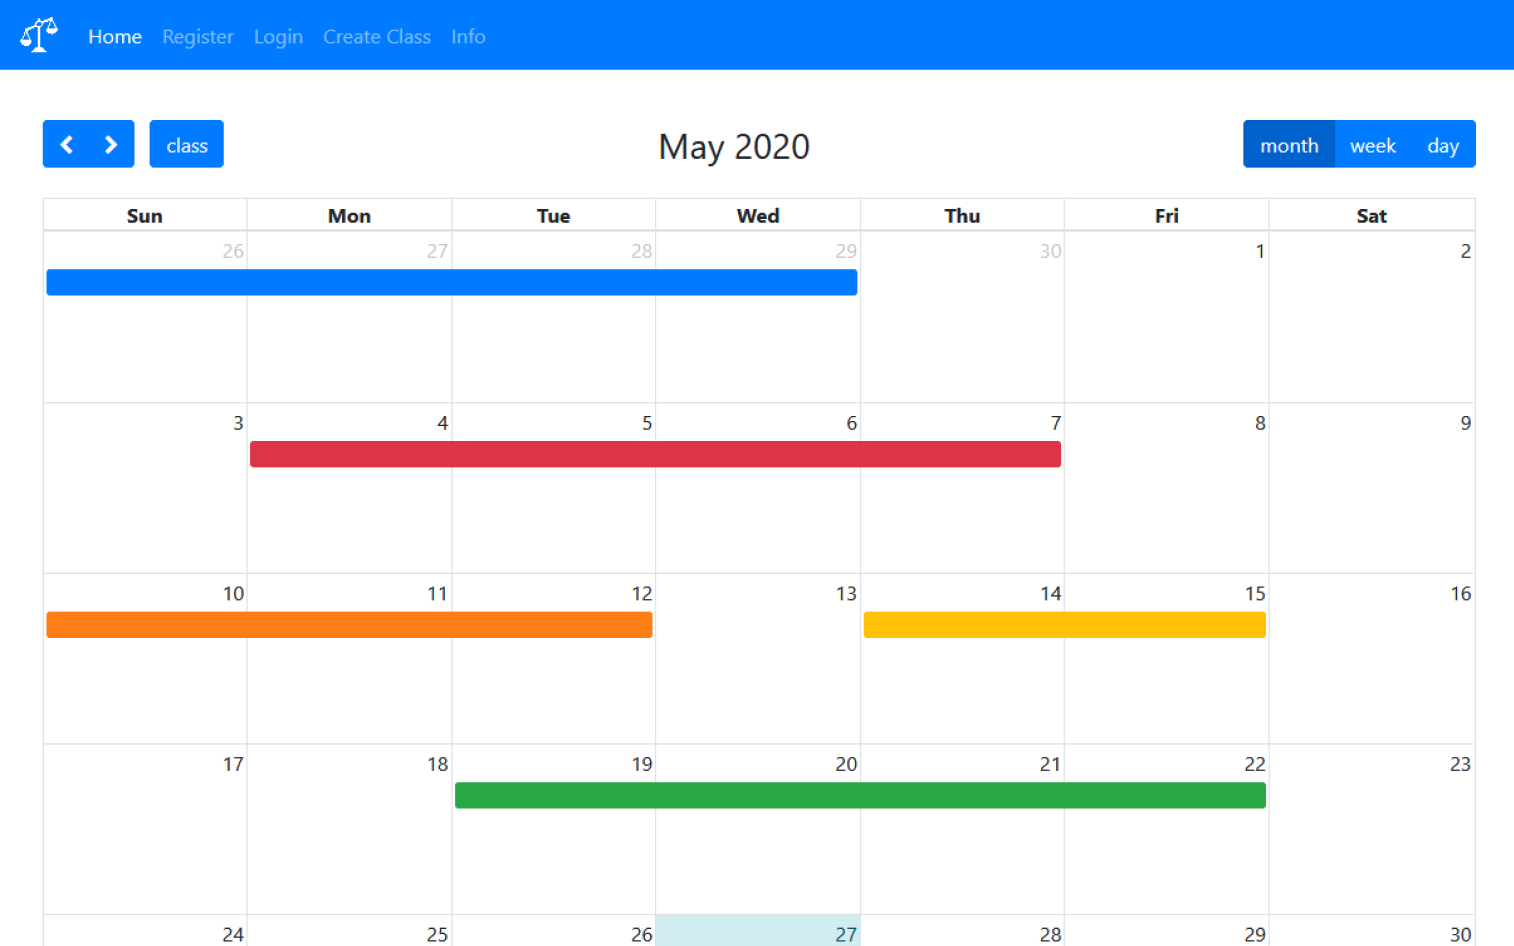 Home Register Login Create Class Info
class May 2020 month week day
Sun Mon Tue Wed Thu Fri Sat
26 27 28 29 30 1 2
3 4 5 6 7 8 9
10 11 12 13 14 15 16
17 18 19 20 21 22 23
24 25 26 27 28 29 30